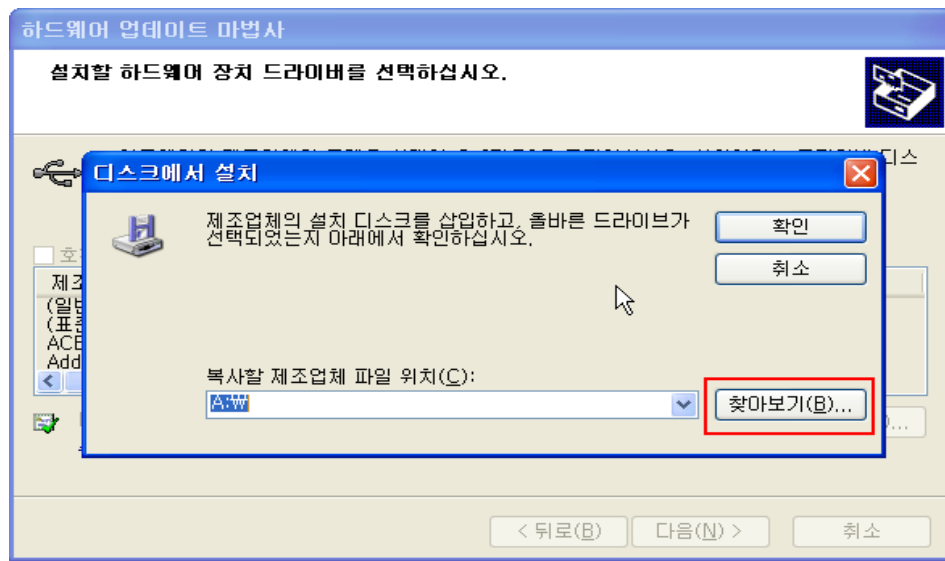 하드웨어 업데이트 마법사
설치할 하드웨어 장치 드라이버를 선택하십시오.
디스
디스크에서 설치
제조업체의 설치 디스크를 삽입하고, 올바른 드라이브가
선택되었는지 아래에서 확인하십시오.
확인
취소
호
제조
(일반
(표준
ACE
Add
복사할 제조업체 파일 위치(C):
A:₩
찾아보기(B)...
< 뒤로(B)
다음(N) >
취소